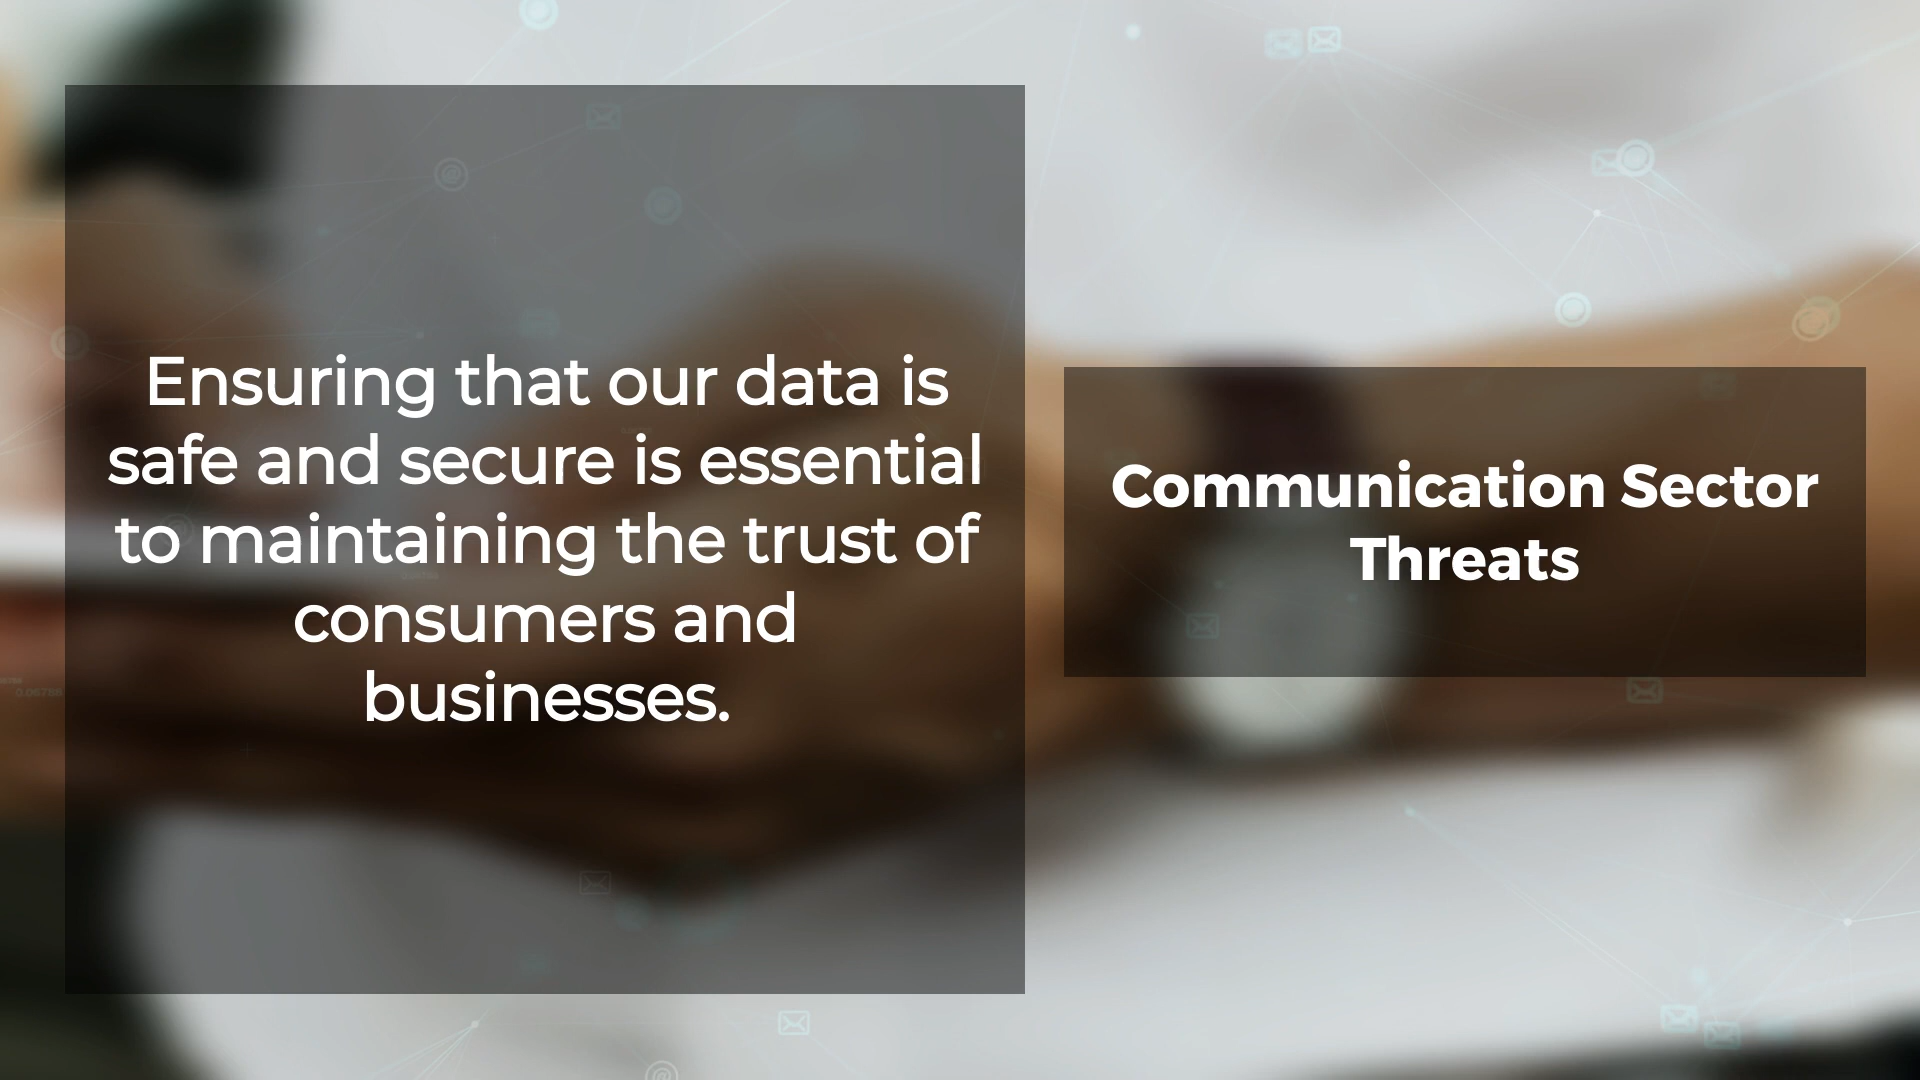 Ensuring that our data is
safe and secure is essential
to maintaining the trust of
consumers and
businesses.
Communication Sector
Threats